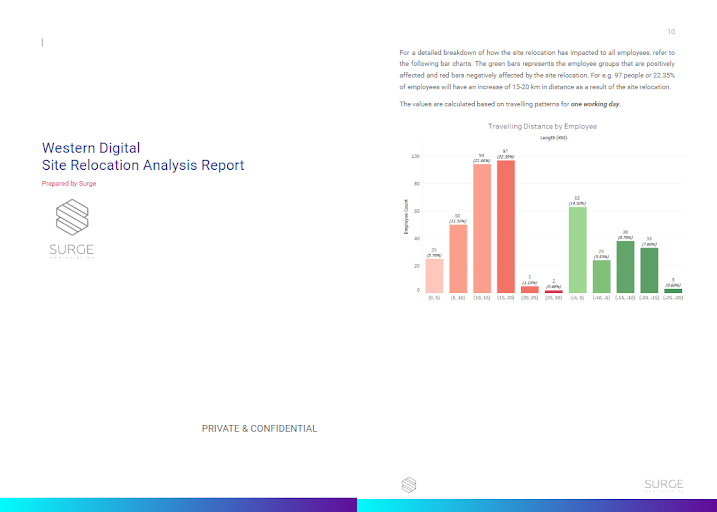 Western Digital
Site Relocation Analysis Report
Prepared by Surge
SURGE
PRIVATE & CONFIDENTIAL
10
For a detailed breakdown of how the site relocation has impacted to all employees, refer to
the following bar charts. The green bars represents the employee groups that are positively
affected and red bars negatively affected by the site relocation. For e.g. 97 people or 22.35%
of employees will have an increase of 15-20 km in distance as a result of the site relocation.
The values are calculated based on travelling patterns for one working day.
Travelling Distance by Employee
Length (KM)
Employee Count
100
80
60
40
20
0
25
(5.76%)
50
(11.52%)
94
(21.66%)
97
(22.35%)
5
(1.15%)
2
(0.46%)
63
(14.52%)
(5.53%)
38
(8.76%)
33
(7.60%)
3
(0.69%)
(0, 5)
(5, 10)
(10, 15)
(15, 20)
(20, 25)
(25, 30)
(-5, 0)
(-10, -5)
(-15, -10)
(-20, -15)
(-25, -20)
SURGE